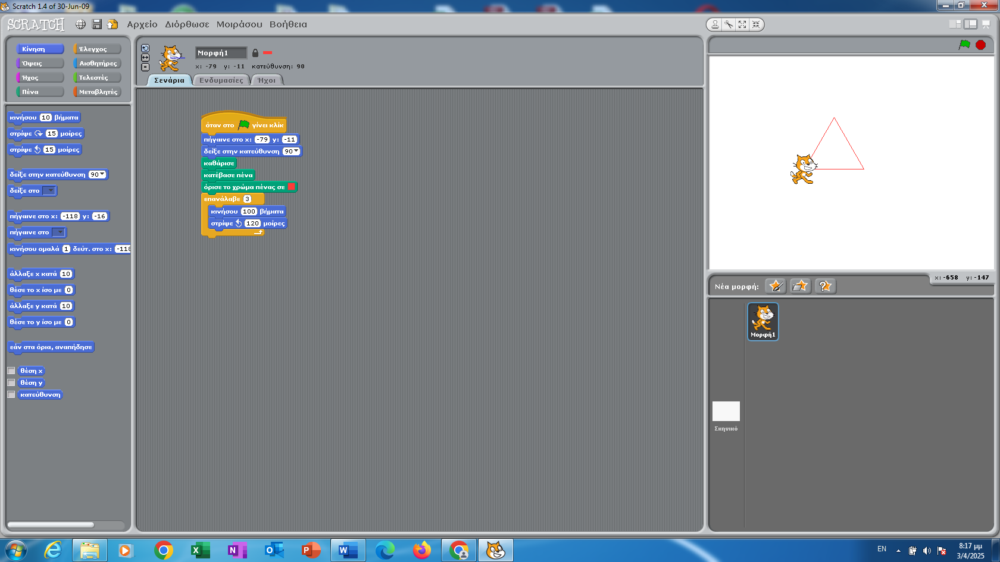 Scratch 1.4 of 30-Jun-09
SCRATCH Αρχείο Διόρθωσε Μοιράσου Βοήθεια
Κίνηση Έλεγχος
Όψεις Αισθητήρες
Ήχος Τελεστές
Πένα Μεταβλητές
κινήσου 10 βήματα
στρίψε 15 μοίρες
στρίψε 15 μοίρες
δείξε στην κατεύθυνση 90
δείξε στο
πήγαινε στο x: -118 y: -16
πήγαινε στο
κινήσου ομαλά 1 δεύτ. στο x: -118
άλλαξε x κατά 10
θέσε το x ίσο με 0
άλλαξε y κατά 10
θέσε το y ίσο με 0
εάν στα όρια, αναπήδησε
θέση x
θέση y
κατεύθυνση
Μορφή1
x: -79 y: -11 κατεύθυνση: 90
Σενάρια Ενδυμασίες Ήχοι
όταν στο γίνει κλίκ
πήγαινε στο x: -79 y: -11
δείξε στην κατεύθυνση 90
καθάρισε
κατέβασε πένα
όρισε το χρώμα πένας σε
επανάλαβε 3
κινήσου 100 βήματα
στρίψε 120 μοίρες
x: -658 y: -147
Νέα μορφή:
Μορφή1
Σκηνικό
EN
8:17 μμ
3/4/2025